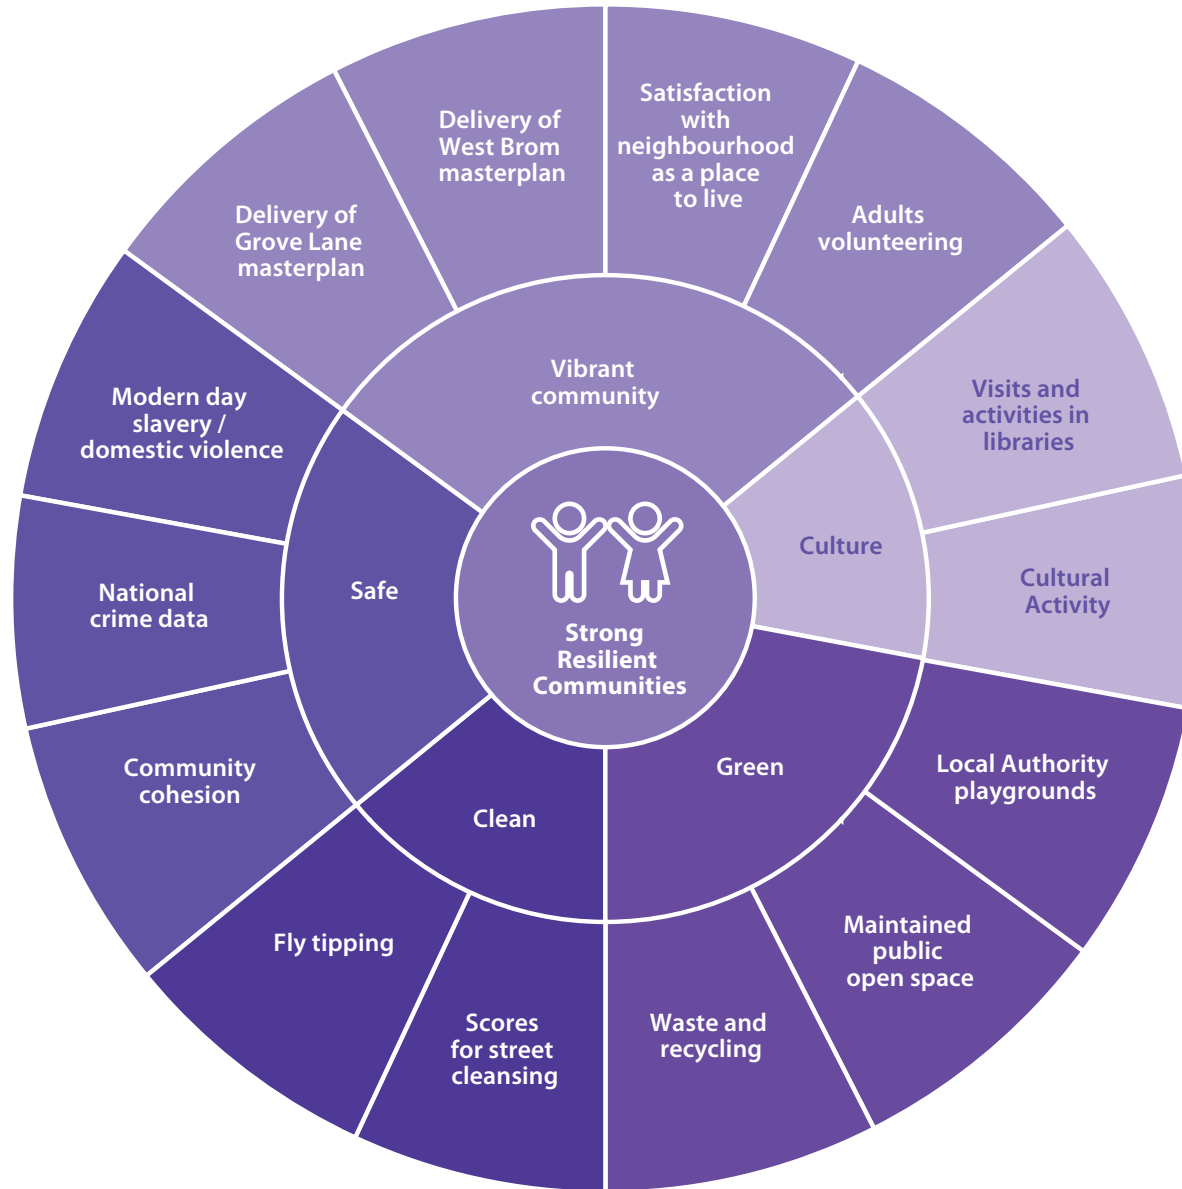 Delivery of
West Brom
masterplan
Satisfaction
with
neighbourhood
as a place
to live
Adults
volunteering
Visits and
activities in
libraries
Cultural
Activity
Local Authority
playgrounds
Maintained
public
open space
Waste and
recycling
Scores
for street
cleansing
Fly tipping
Community
cohesion
National
crime data
Modern day
slavery /
domestic violence
Delivery of
Grove Lane
masterplan
Vibrant
community
Culture
Green
Clean
Safe
Strong
Resilient
Communities